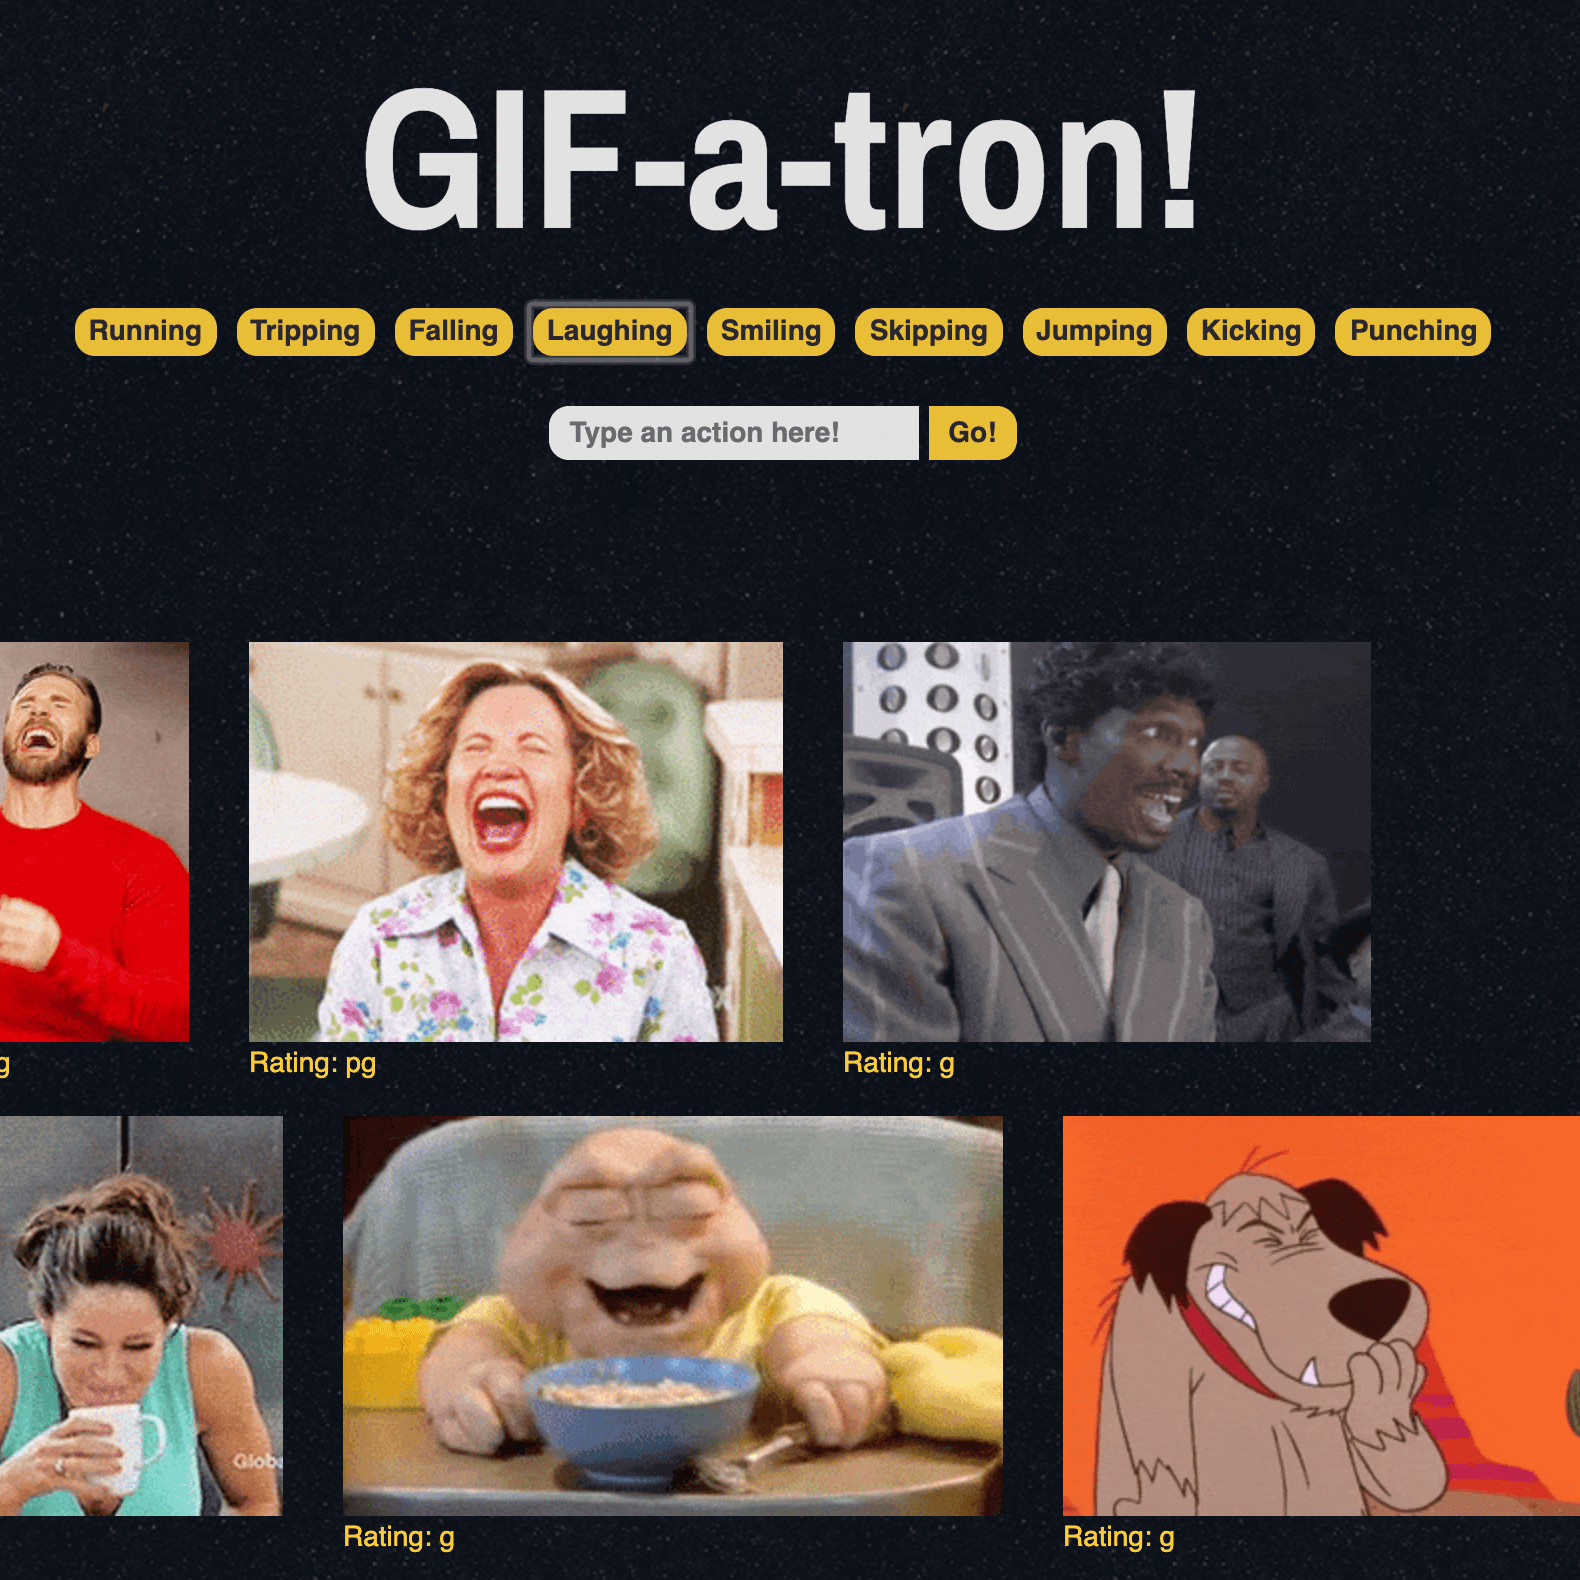 GIF-a-tron!
Running Tripping Falling Laughing Smiling Skipping Jumping Kicking Punching
Type an action here! Go!
g Rating: pg Rating: g
Globa
Rating: g Rating: g